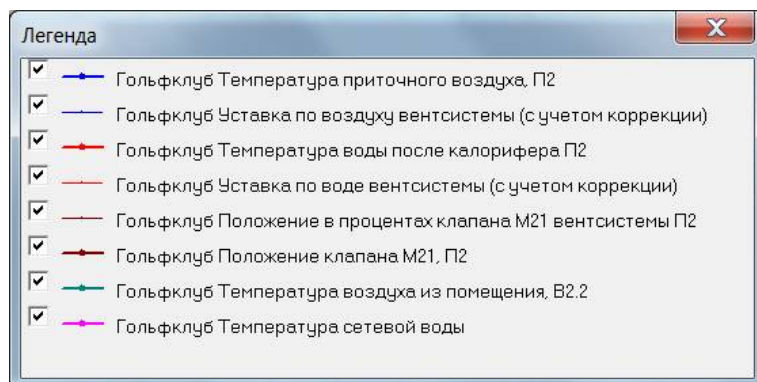 Легенда
Гольфклуб Температура приточного воздуха, П2
Гольфклуб Уставка по воздуху вентсистемы (с учетом коррекции)
Гольфклуб Температура воды после калорифера П2
Гольфклуб Уставка по воде вентсистемы (с учетом коррекции)
Гольфклуб Положение в процентах клапана М21 вентсистемы П2
Гольфклуб Положение клапана М21, П2
Гольфклуб Температура воздуха из помещения, В2.2
Гольфклуб Температура сетевой воды